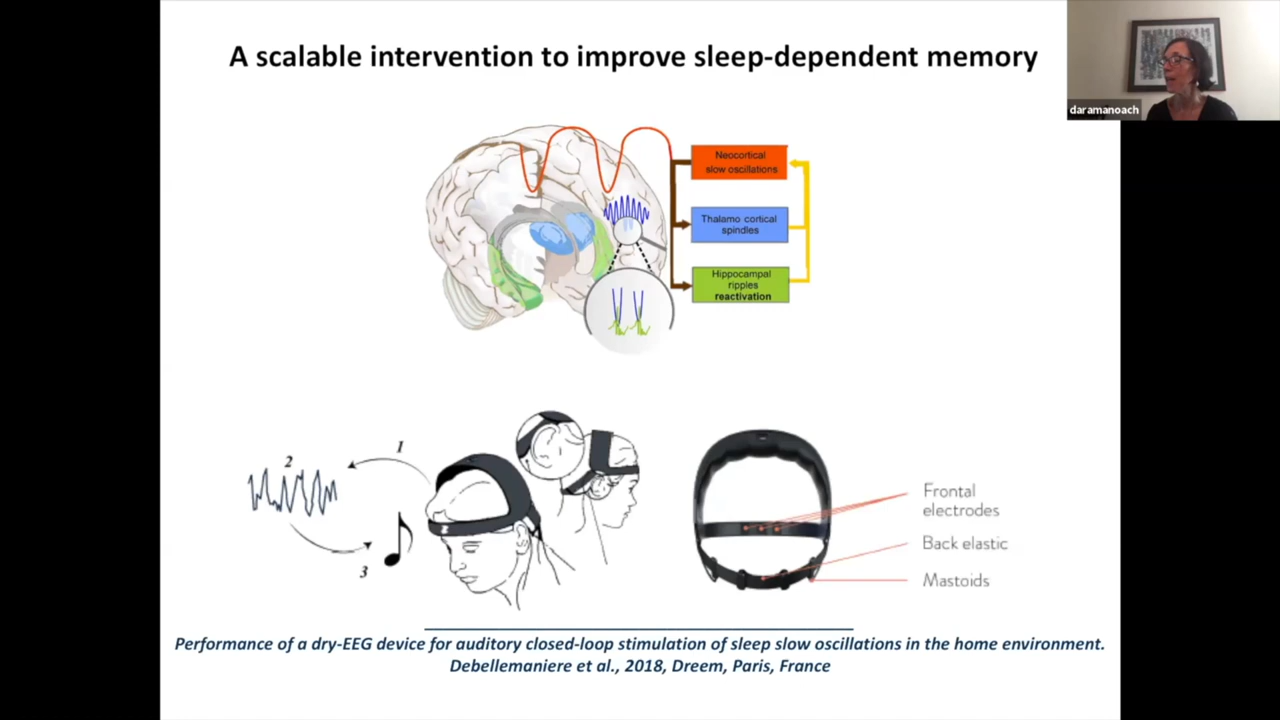 A scalable intervention to improve sleep-dependent memory
daramanoach
Neocortical
slow oscillations
Thalamo cortical
spindles
Hippocampal
ripples
reactivation
1
2
3
Frontal
electrodes
Back elastic
Mastoids
Performance of a dry-EEG device for auditory closed-loop stimulation of sleep slow oscillations in the home environment.
Debellemaniere et al., 2018, Dreem, Paris, France